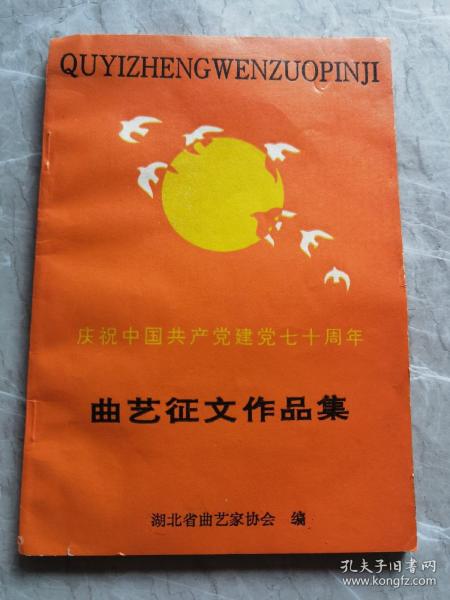 QUYIZHENGWENZUOPINJI
庆祝中国共产党建党七十周年
曲艺征文作品集
湖北省曲艺家协会 编
孔夫子旧书网
www.kongfz.com